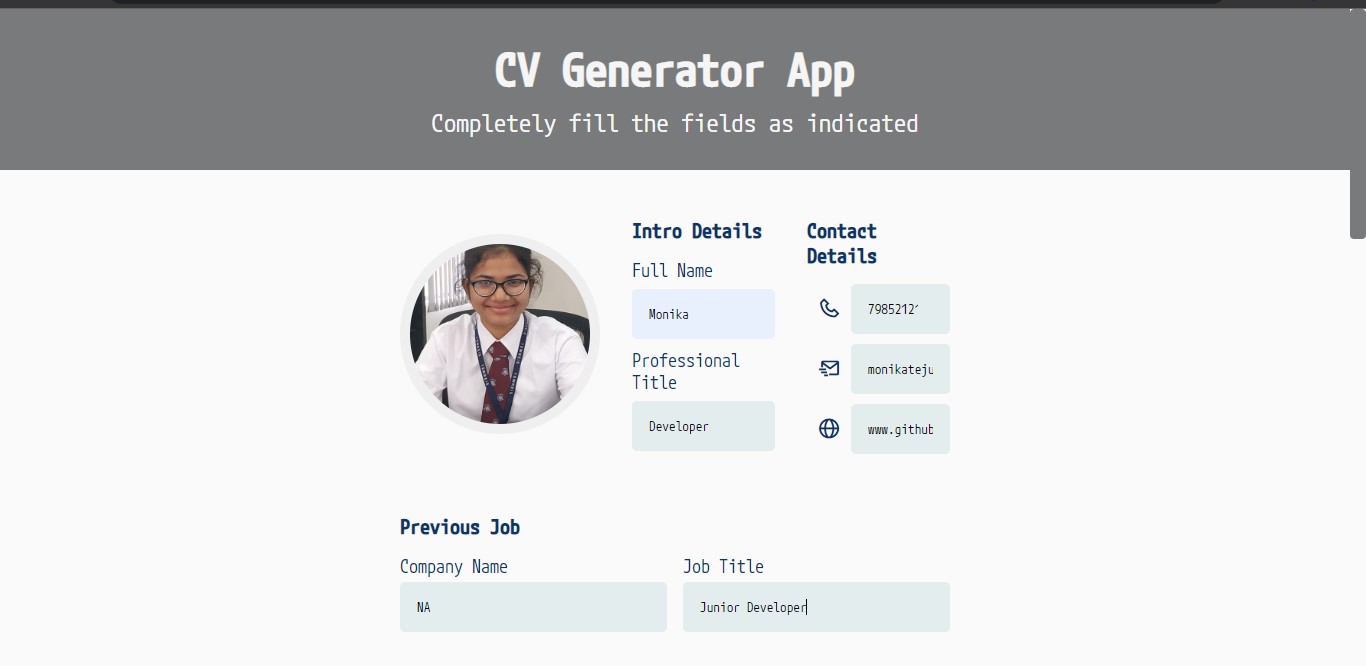 CV Generator App
Completely fill the fields as indicated
Intro Details
Full Name
Monika
Professional
Title
Developer
Contact
Details
7985212
monikateju
www.github
Previous Job
Company Name
NA
Job Title
Junior Developer